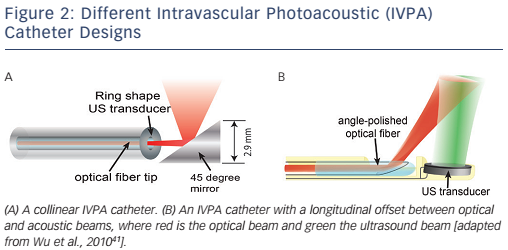 Figure 2: Different Intravascular Photoacoustic (IVPA)
Catheter Designs
A
Ring shape
US transducer
optical fiber tip
45 degree
mirror
2.9 mm
B
angle-polished
optical fiber
US transducer
(A) A collinear IVPA catheter. (B) An IVPA catheter with a longitudinal offset between optical
and acoustic beams, where red is the optical beam and green the ultrasound beam [adapted
from Wu et al., 2010⁴¹].